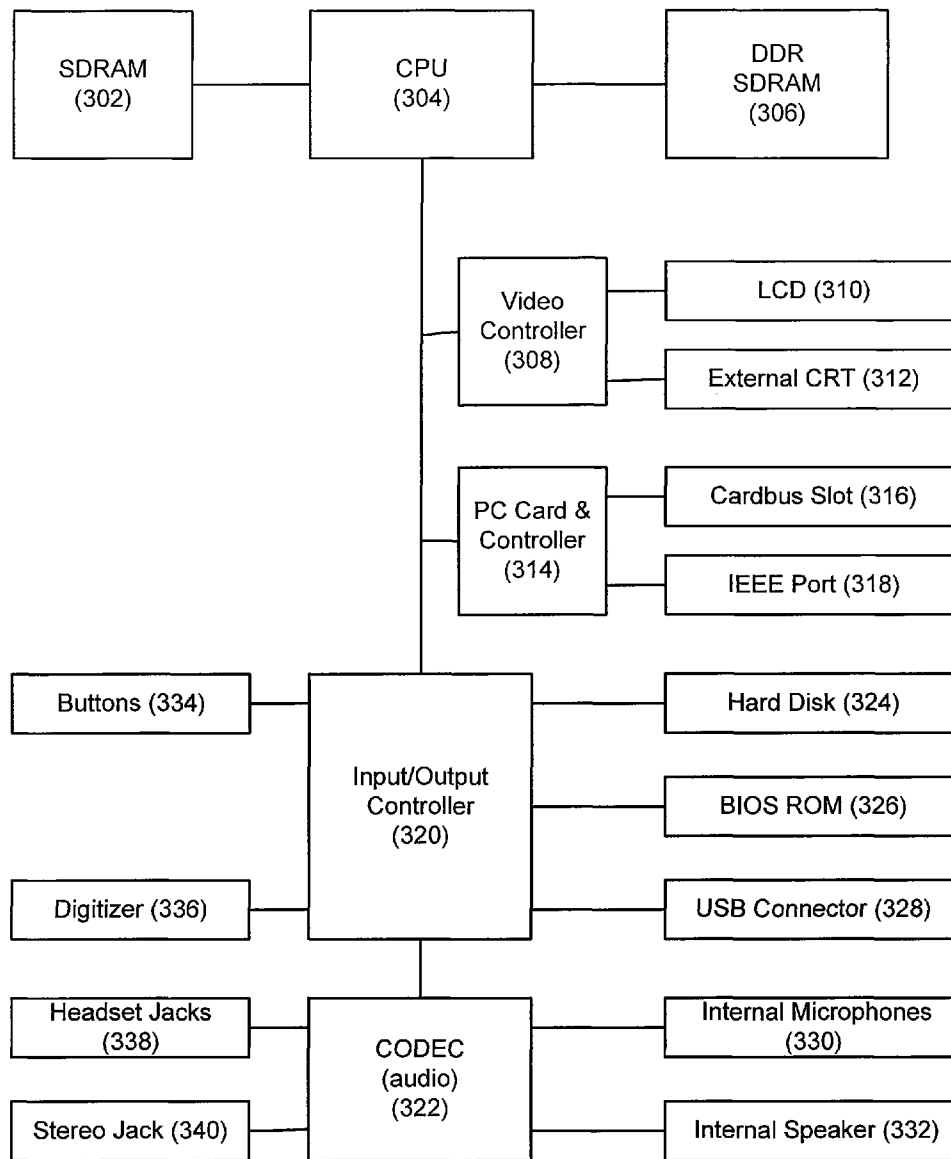 SDRAM
(302)
CPU
(304)
DDR
SDRAM
(306)
Video
Controller
(308)
LCD (310)
External CRT (312)
PC Card &
Controller
(314)
Cardbus Slot (316)
IEEE Port (318)
Buttons (334)
Input/Output
Controller
(320)
Hard Disk (324)
BIOS ROM (326)
Digitizer (336)
USB Connector (328)
Headset Jacks
(338)
CODEC
(audio)
(322)
Internal Microphones
(330)
Stereo Jack (340)
Internal Speaker (332)